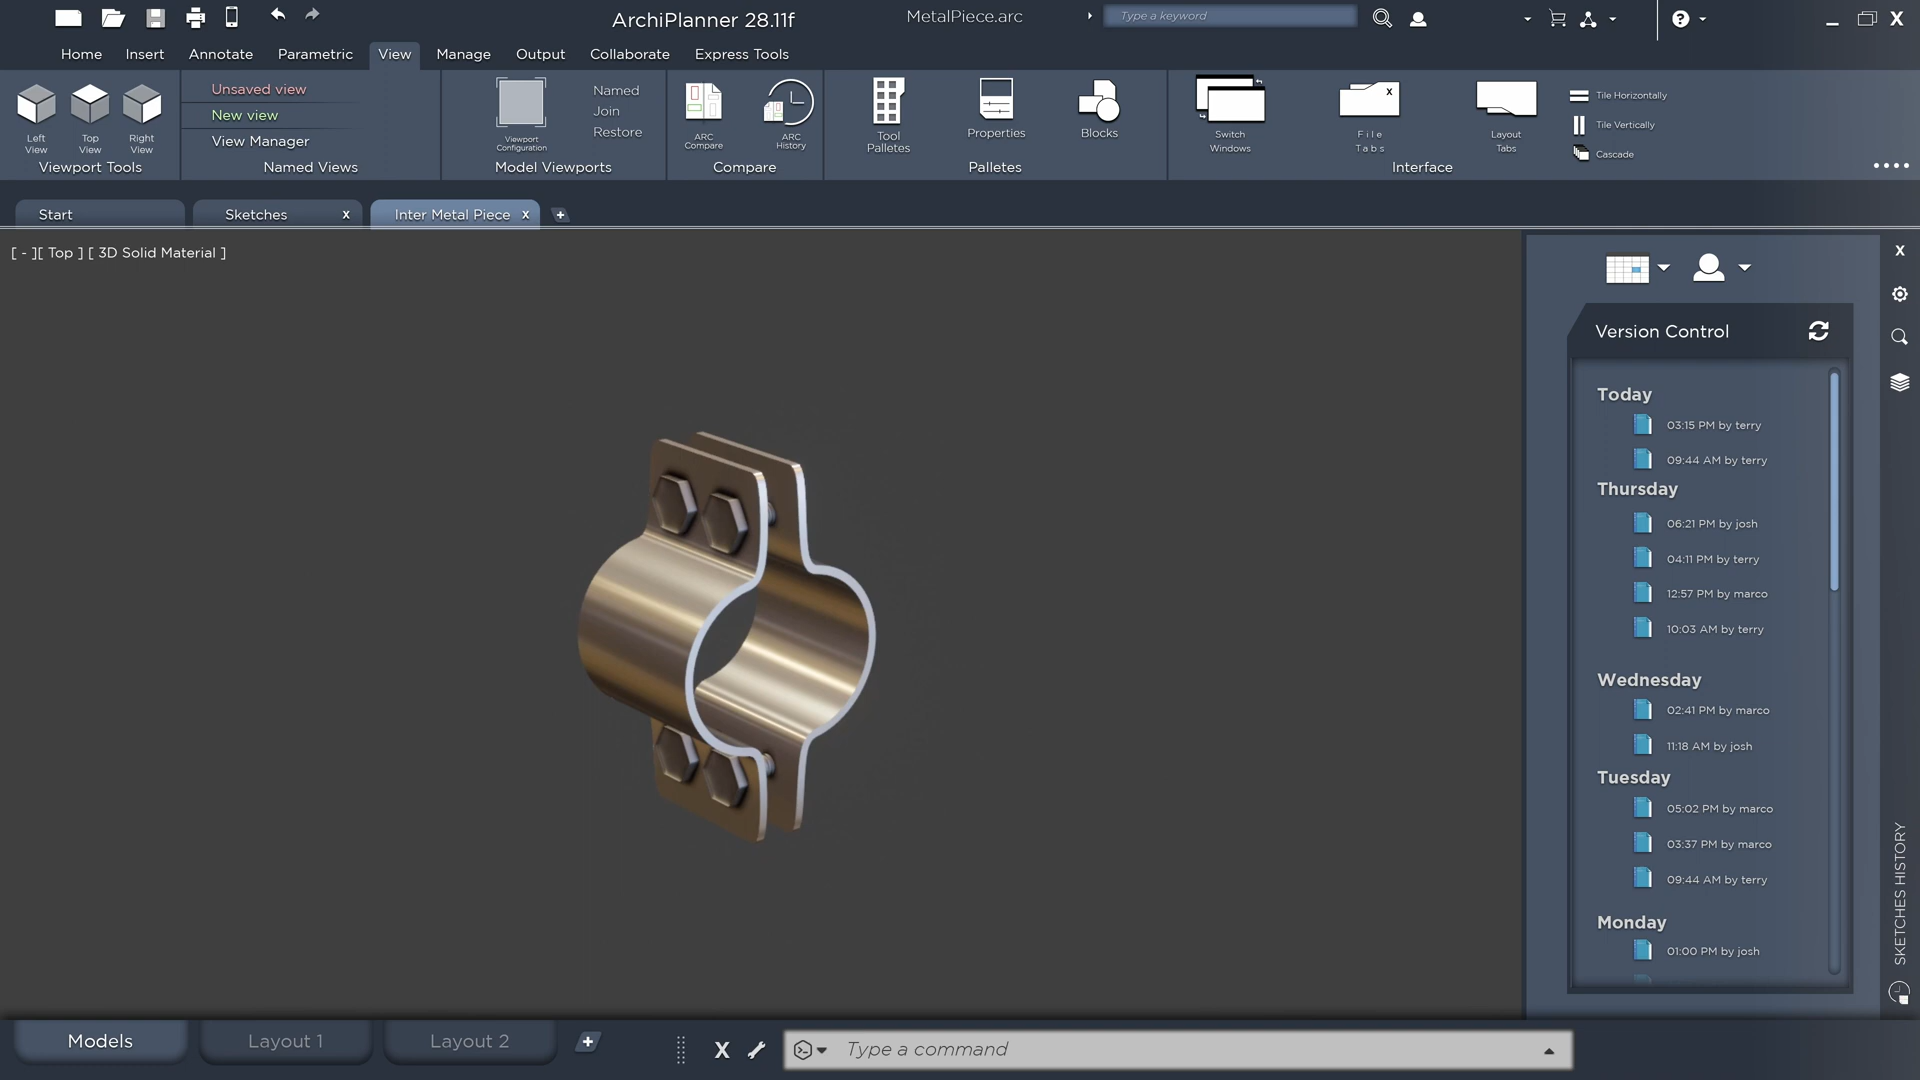 ArchiPlanner 28.11f
MetalPiece.arc
Type a keyword
?
X
Home
Insert
Annotate
Parametric
View
Manage
Output
Collaborate
Express Tools
Left
View
Top
View
Right
View
Viewport Tools
Unsaved view
New view
View Manager
Named Views
Viewport
Configuration
Named
Join
Restore
Model Viewports
ARC
Compare
ARC
History
Compare
Tool
Palletes
Properties
Blocks
Palletes
Switch
Windows
x
File
Tabs
Layout
Tabs
Tile Horizontally
Tile Vertically
Cascade
Interface
Start
Sketches x
Inter Metal Piece x
+
[ - ][ Top ] [ 3D Solid Material ]
x
Version Control
Today
03:15 PM by terry
09:44 AM by terry
Thursday
06:21 PM by josh
04:11 PM by terry
12:57 PM by marco
10:03 AM by terry
Wednesday
02:41 PM by marco
11:18 AM by josh
Tuesday
05:02 PM by marco
03:37 PM by marco
09:44 AM by terry
Monday
01:00 PM by josh
SKETCHES HISTORY
Models
Layout 1
Layout 2
+
X
Type a command